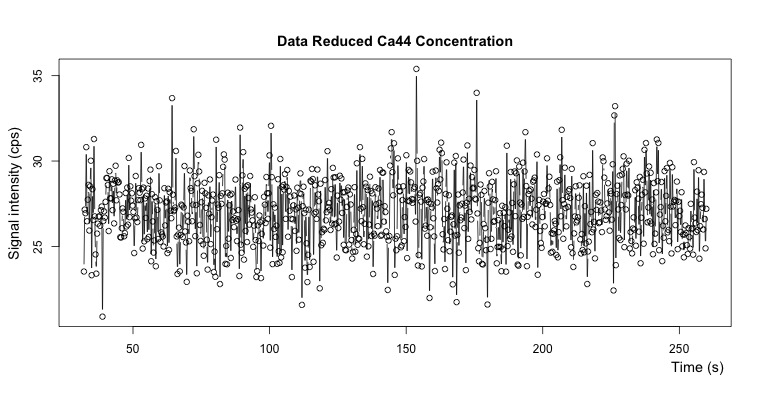 Data Reduced Ca44 Concentration
Signal intensity (cps)
35
30
25
50 100 150 200 250
Time (s)